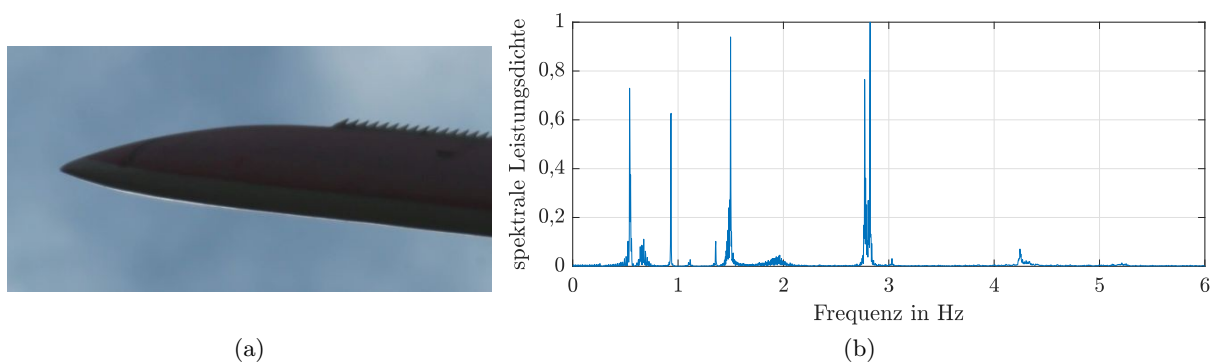 1
0,8
0,6
0,4
0,2
0
spektrale Leistungsdichte
0 1 2 3 4 5 6
Frequenz in Hz
(a) (b)